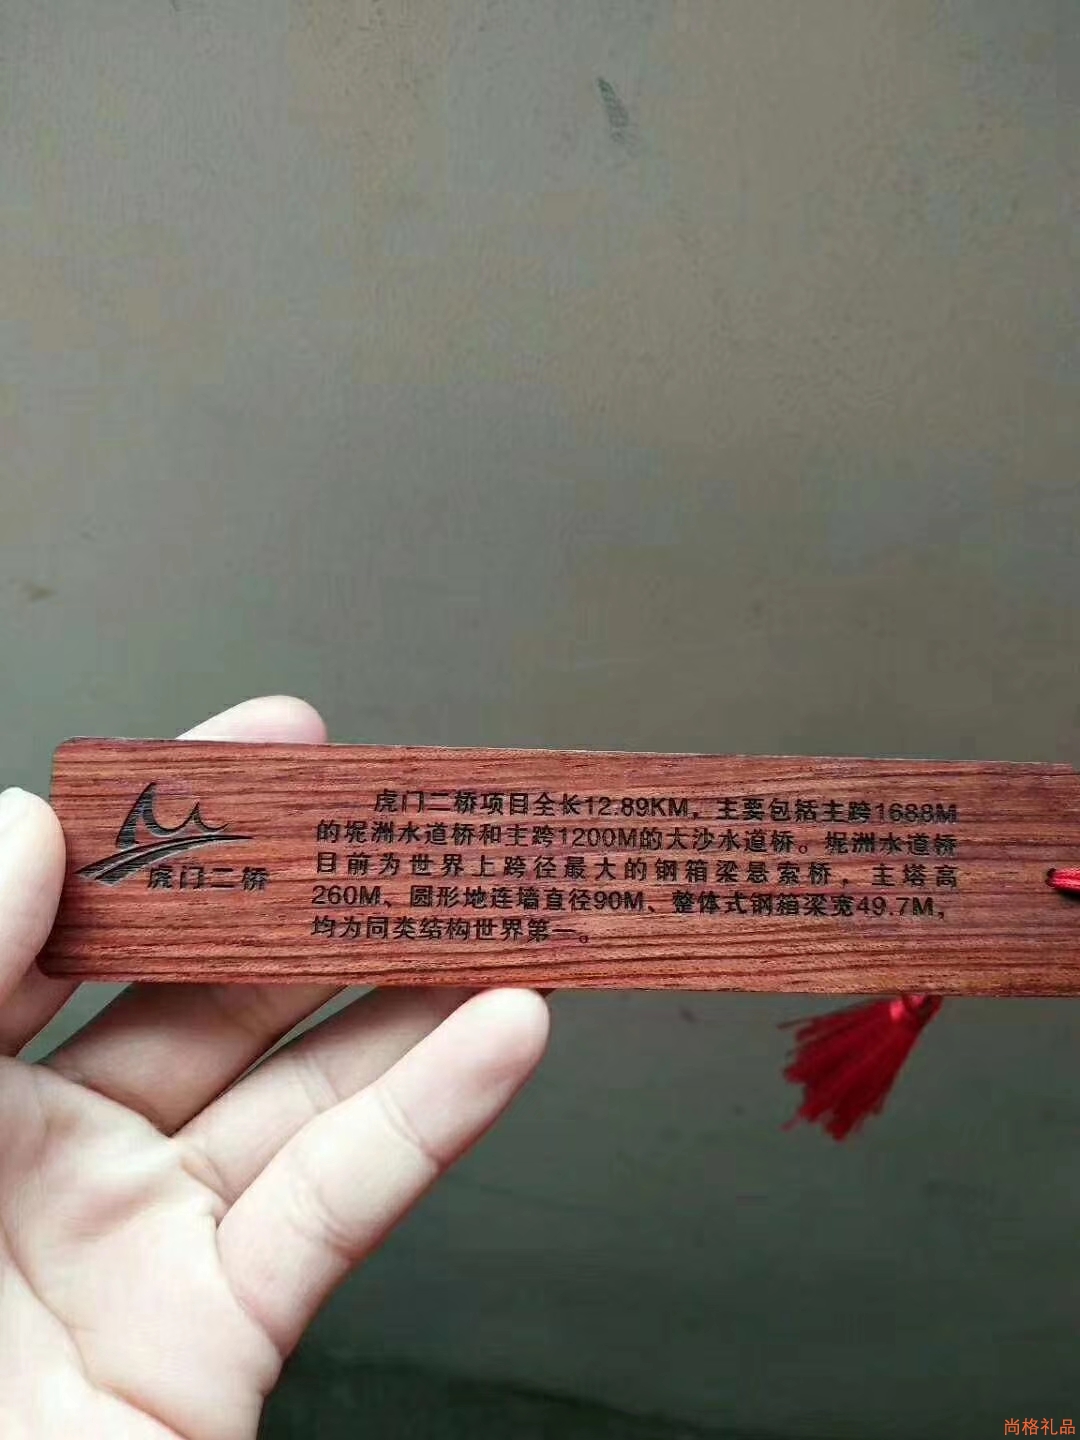 虎门二桥
虎门二桥项目全长12.89KM，主要包括主跨1688M
的坭洲水道桥和主跨1200M的大沙水道桥。坭洲水道桥
目前为世界上跨径最大的钢箱梁悬索桥，主塔高
260M、圆形地连墙直径90M、整体式钢箱梁宽49.7M，
均为同类结构世界第一。
尚格礼品